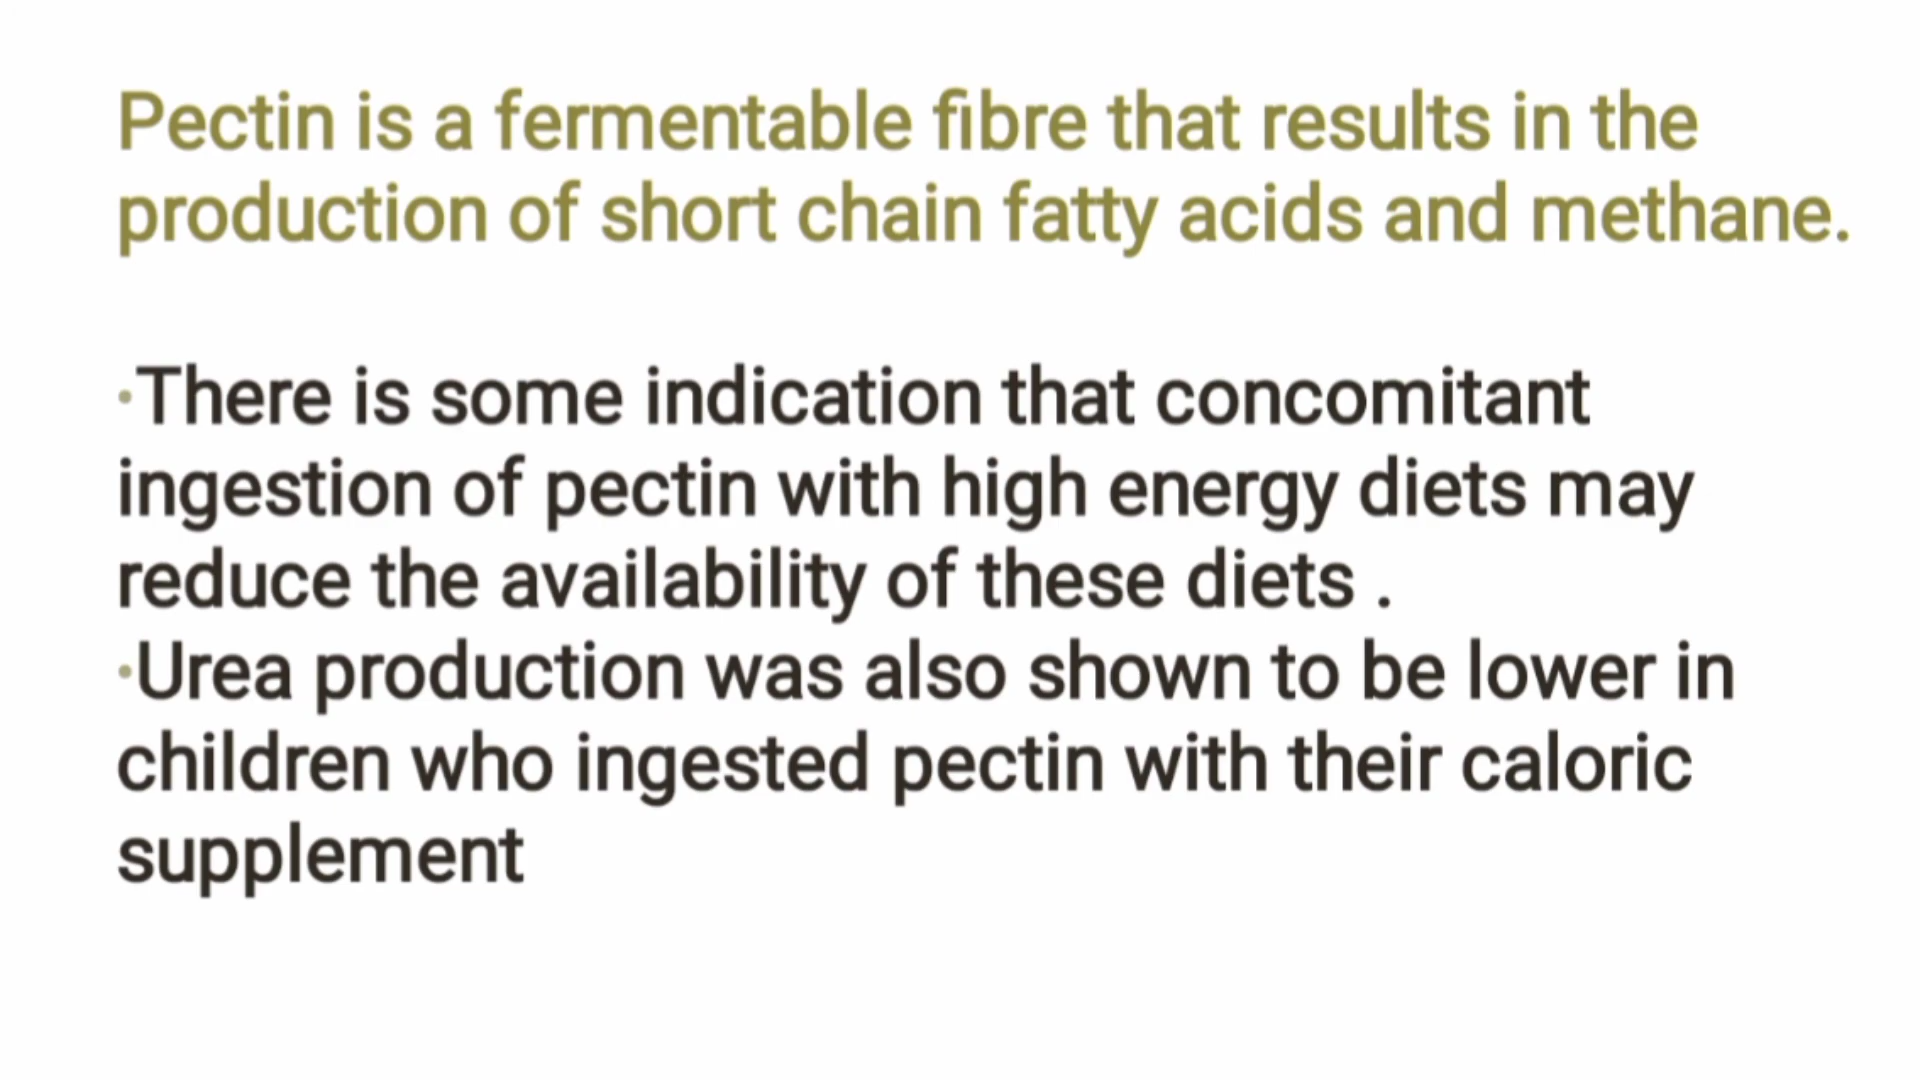 Pectin is a fermentable fibre that results in the
production of short chain fatty acids and methane.
·There is some indication that concomitant
ingestion of pectin with high energy diets may
reduce the availability of these diets .
·Urea production was also shown to be lower in
children who ingested pectin with their caloric
supplement